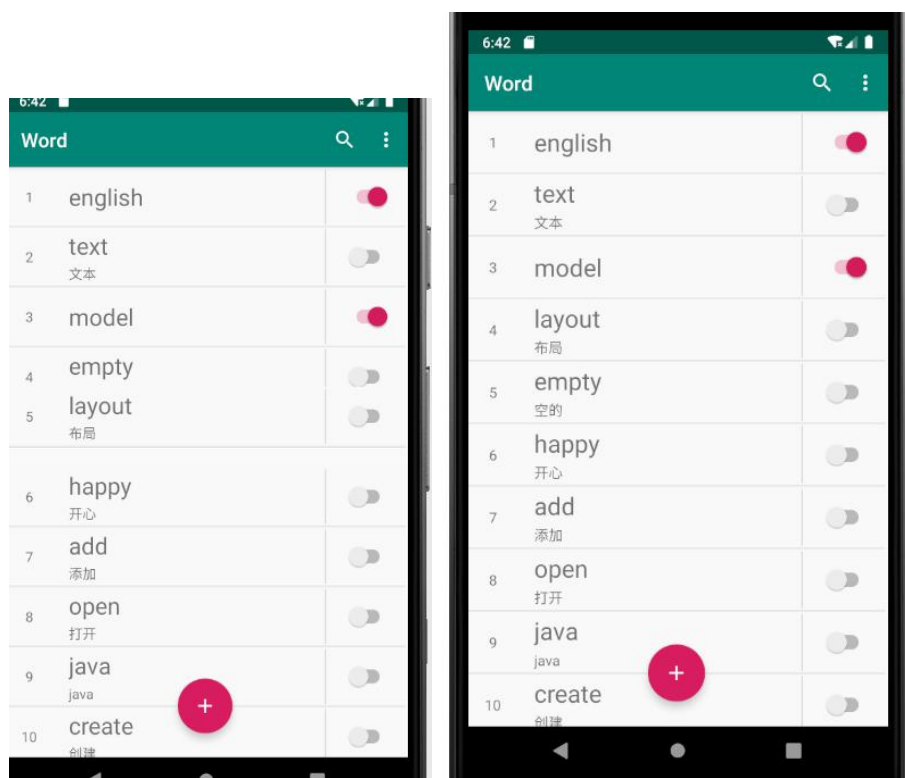 6:42
Word
1 english
2 text
文本
3 model
4 empty
5 layout
布局
6 happy
开心
7 add
添加
8 open
打开
9 java
java
+
10 create
创建
6:42
Word
1 english
2 text
文本
3 model
4 layout
布局
5 empty
空的
6 happy
开心
7 add
添加
8 open
打开
9 java
java
+
10 create
创建